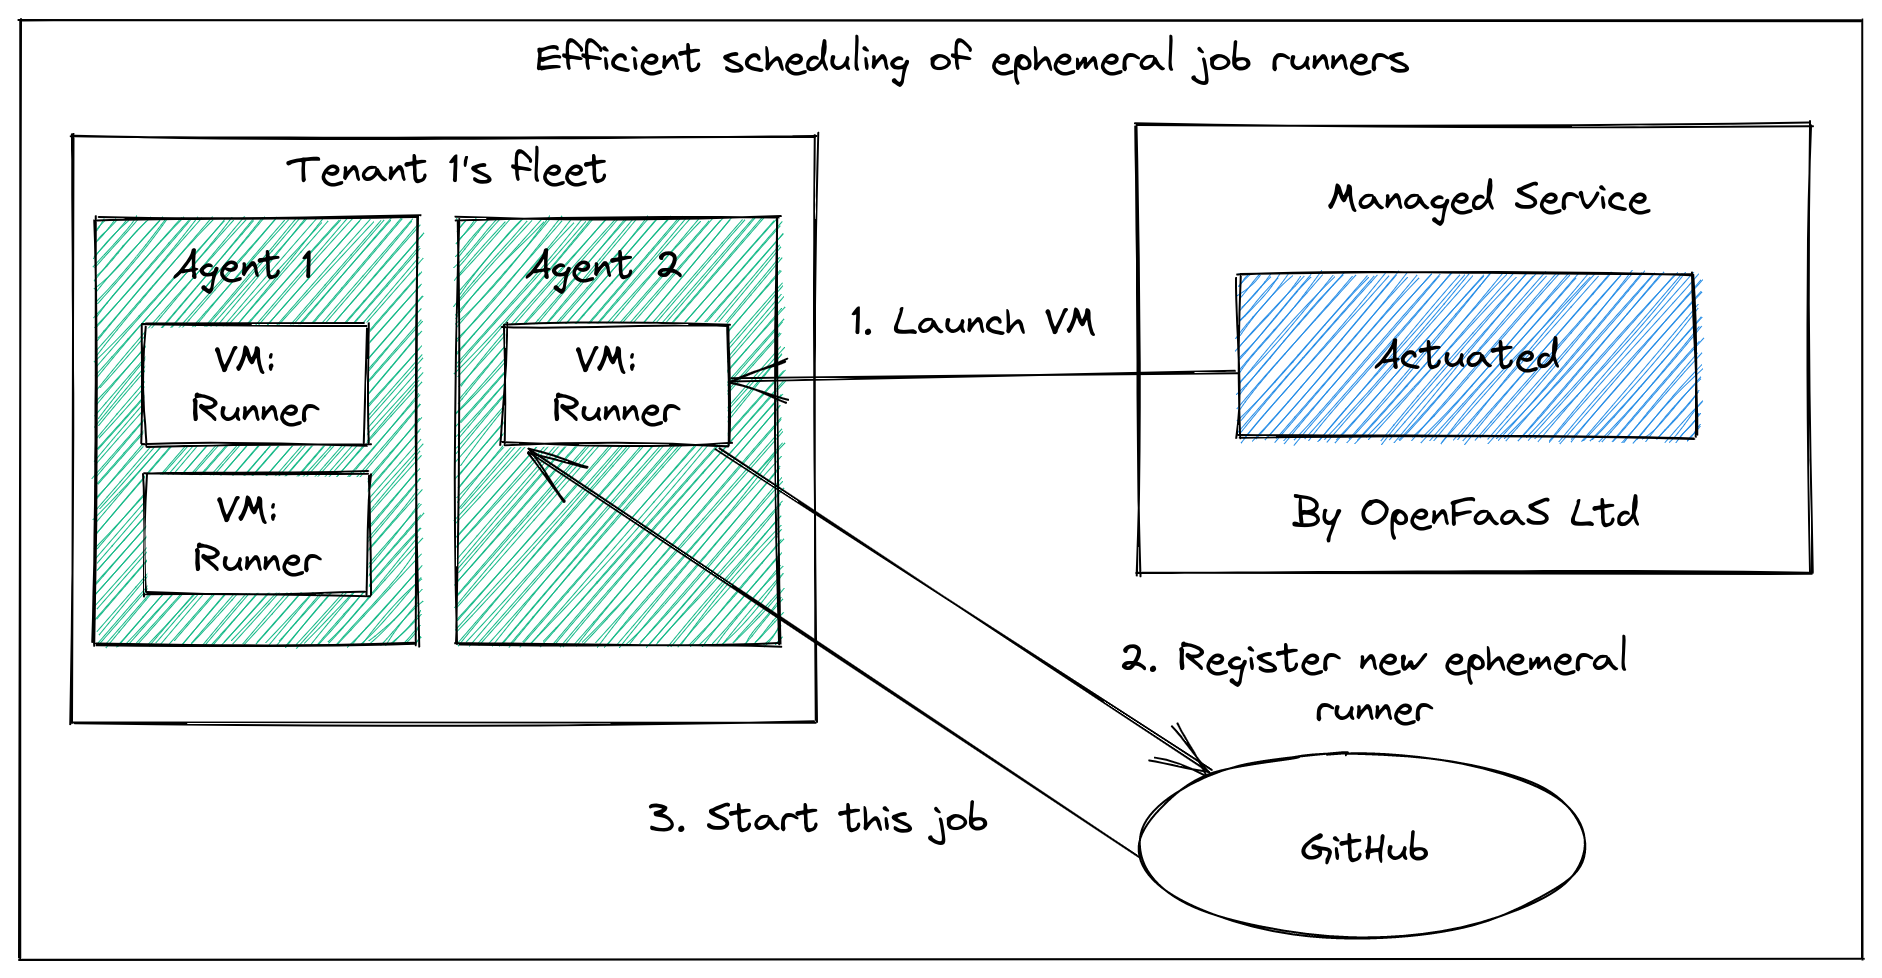 Efficient scheduling of ephemeral job runners
Tenant 1's fleet
Agent 1
VM:
Runner
VM:
Runner
Agent 2
VM:
Runner
1. Launch VM
Managed Service
Actuated
By OpenFaaS Ltd
2. Register new ephemeral
runner
3. Start this job
GitHub